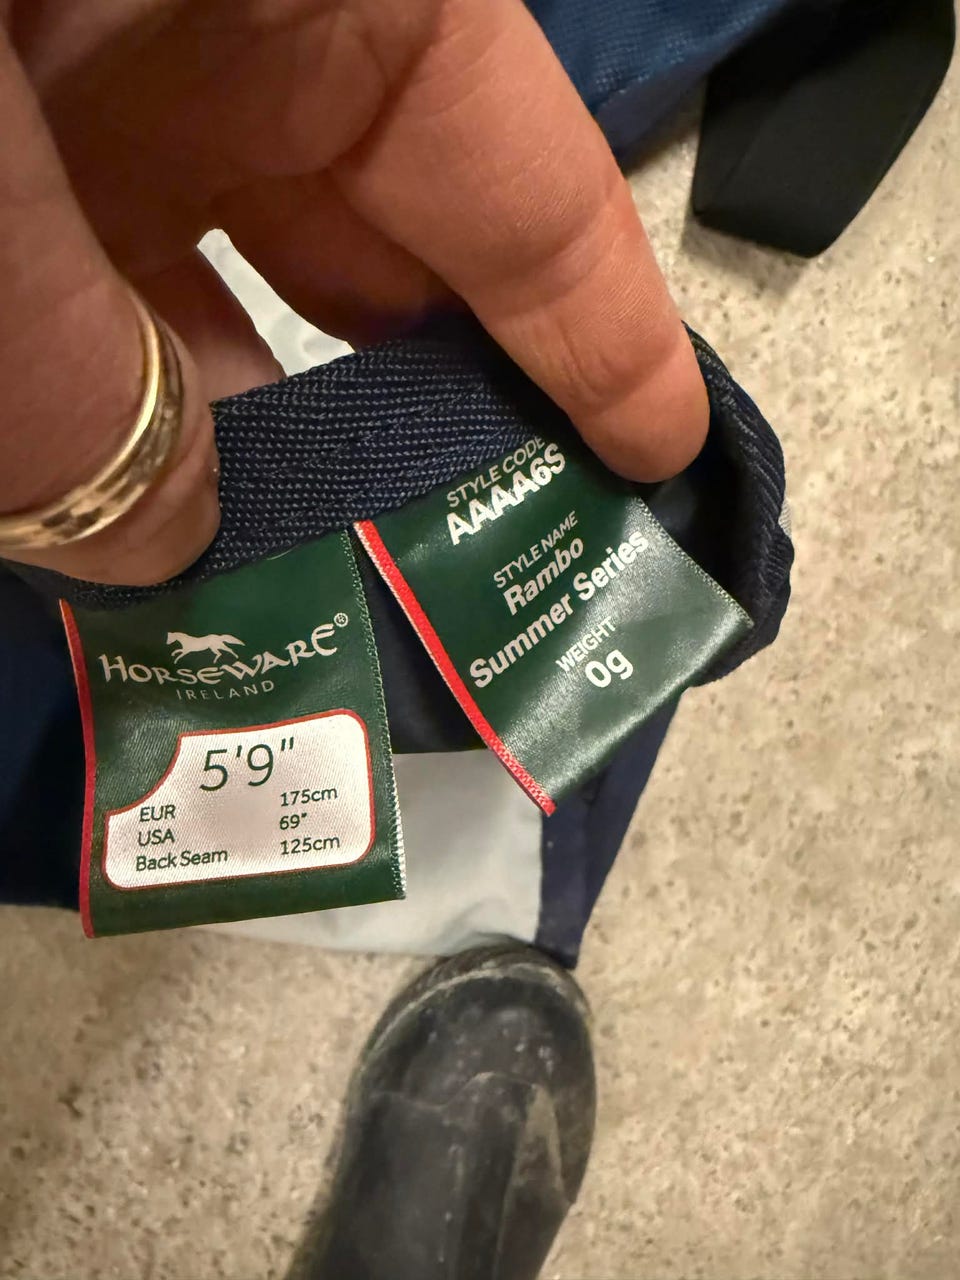 HORSEWARE®
IRELAND
5'9"
EUR 175cm
USA 69"
Back Seam 125cm
STYLE CODE
AAAA6S
STYLE NAME
Rambo
Summer Series
WEIGHT
0g